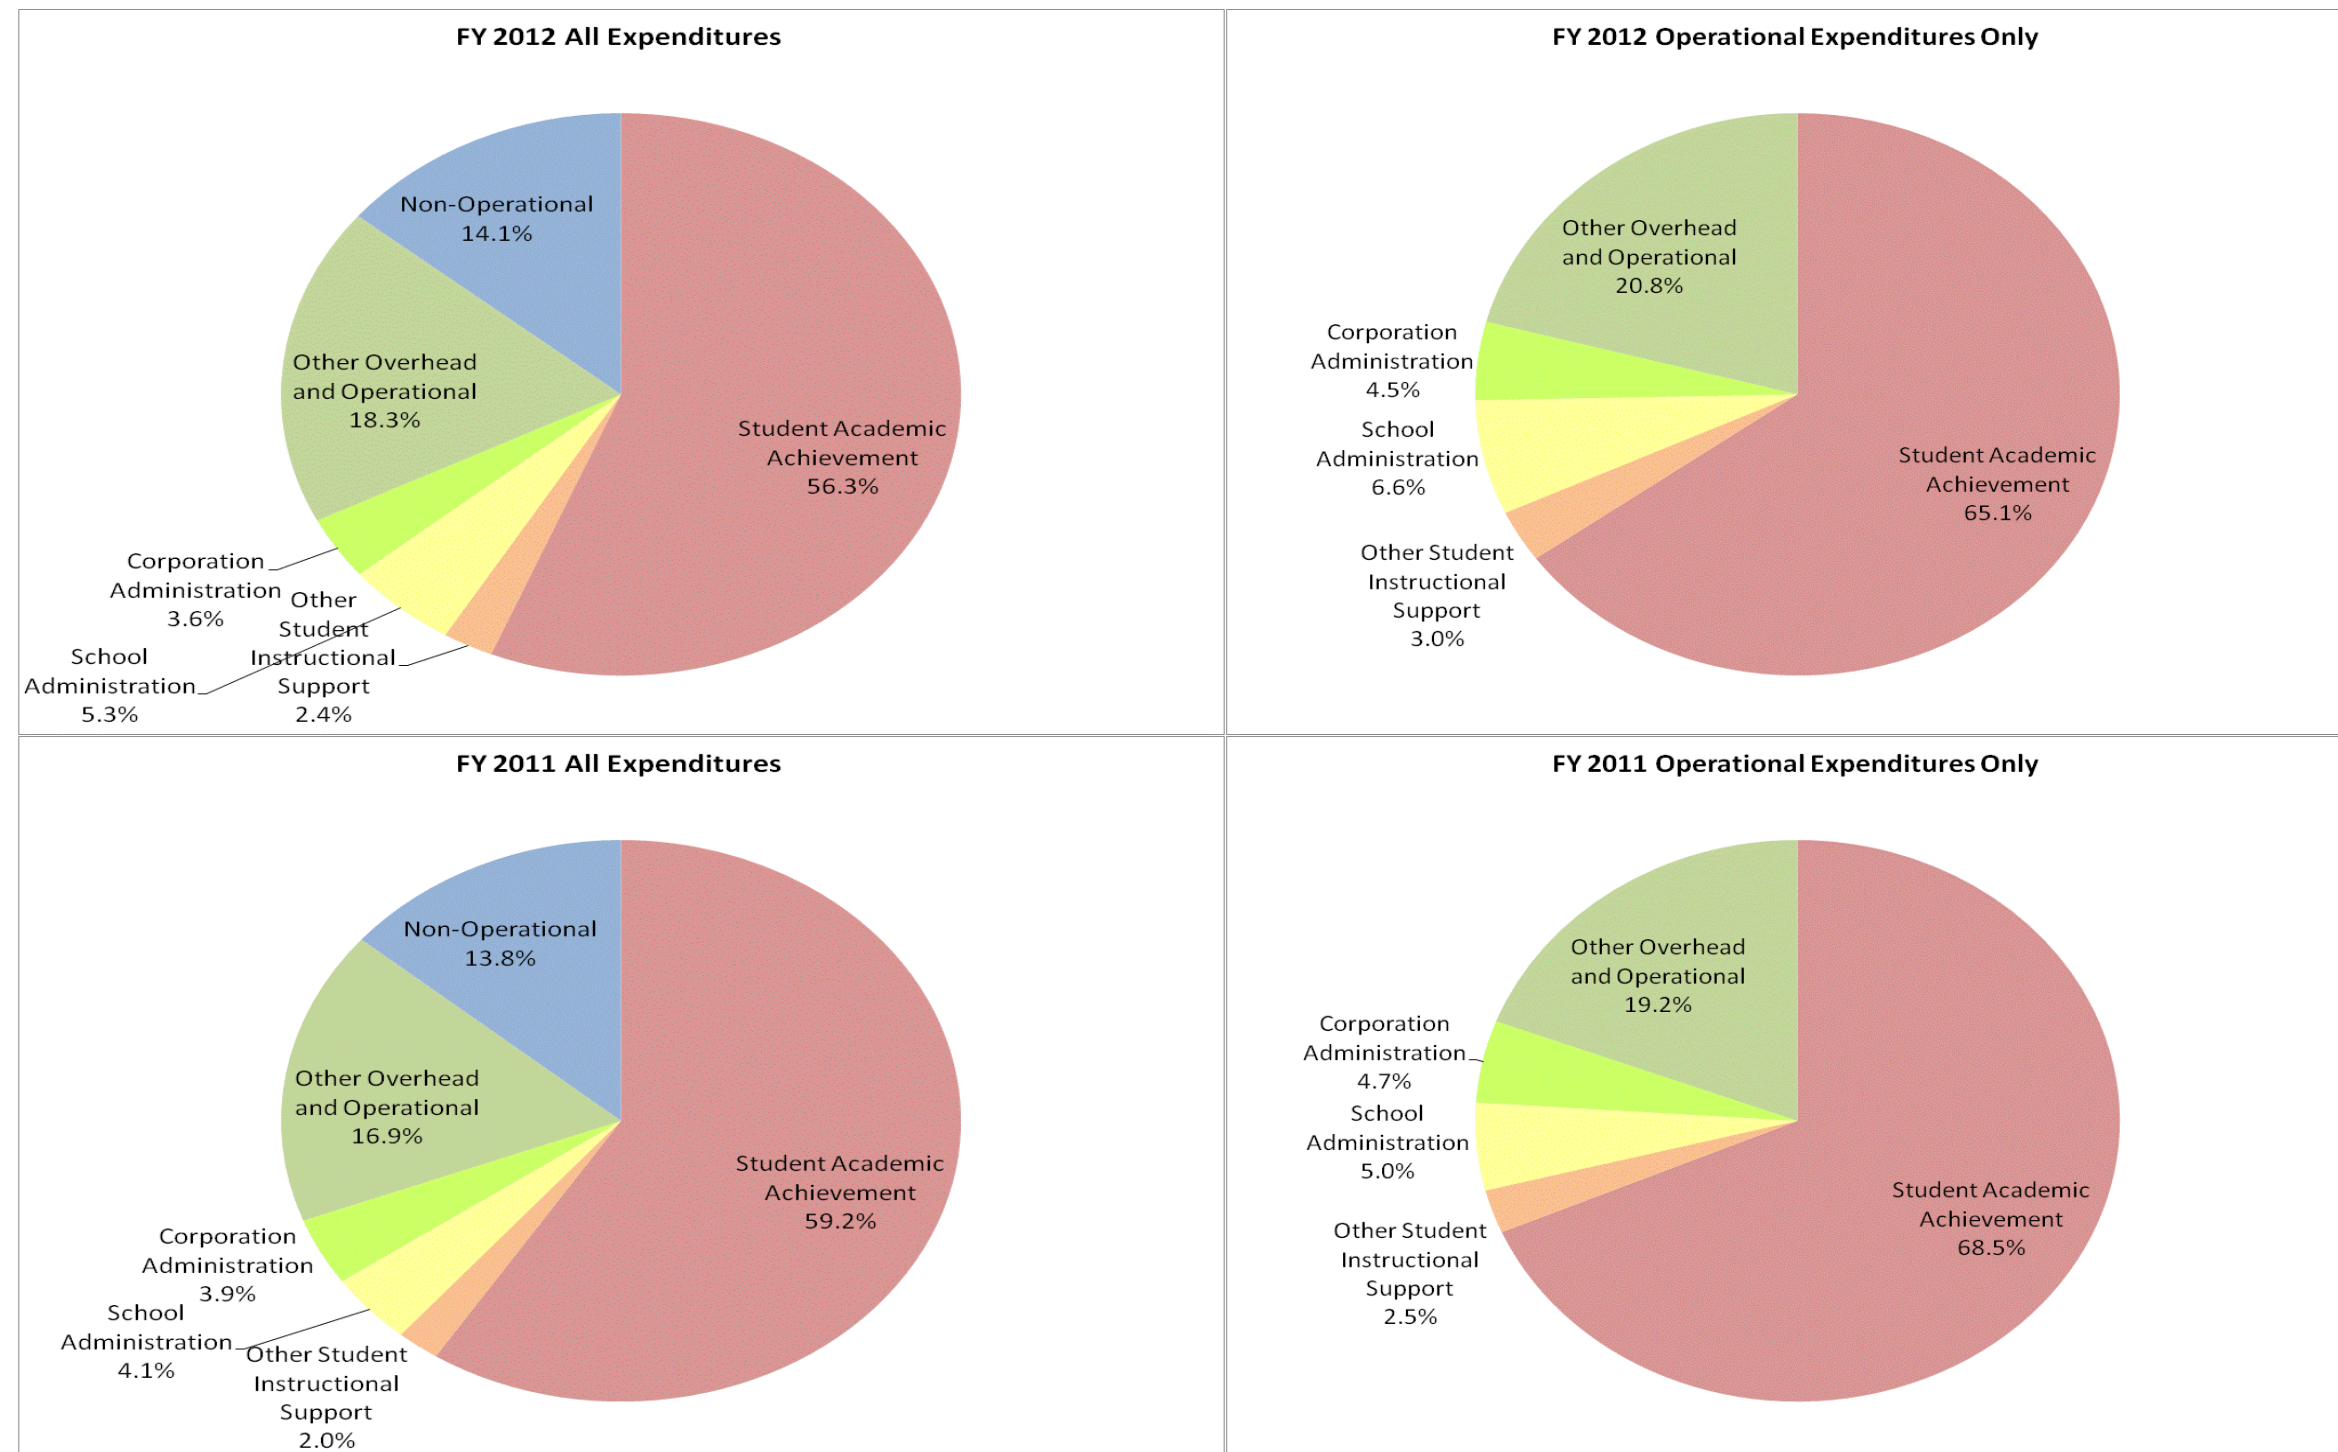 FY 2012 All Expenditures
Non-Operational
14.1%
Other Overhead
and Operational
18.3%
Student Academic
Achievement
56.3%
Corporation
Administration
3.6%
Other
Student
Instructional
Support
2.4%
School
Administration
5.3%
FY 2012 Operational Expenditures Only
Other Overhead
and Operational
20.8%
Corporation
Administration
4.5%
School
Administration
6.6%
Student Academic
Achievement
65.1%
Other Student
Instructional
Support
3.0%
FY 2011 All Expenditures
Non-Operational
13.8%
Other Overhead
and Operational
16.9%
Student Academic
Achievement
59.2%
Corporation
Administration
3.9%
School
Administration
4.1%
Other Student
Instructional
Support
2.0%
FY 2011 Operational Expenditures Only
Other Overhead
and Operational
19.2%
Corporation
Administration
4.7%
School
Administration
5.0%
Student Academic
Achievement
68.5%
Other Student
Instructional
Support
2.5%